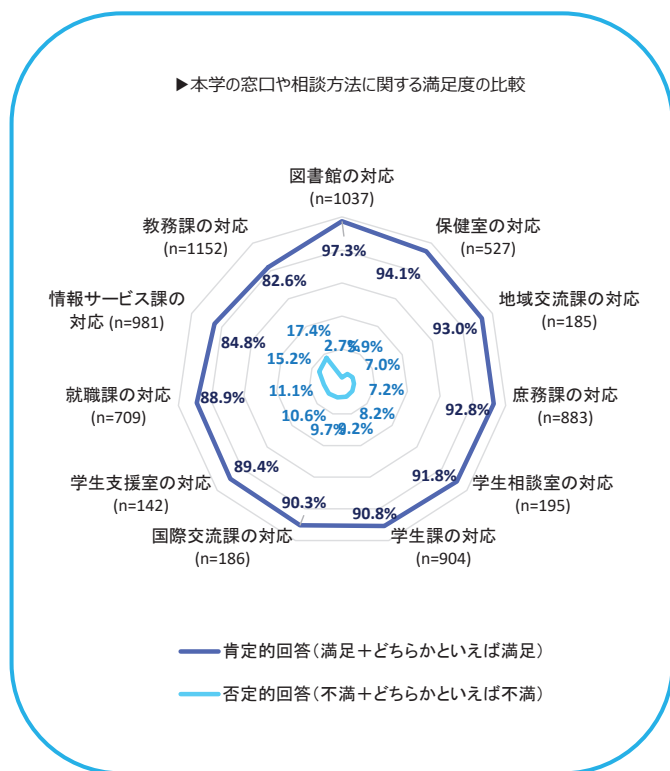 ▶本学の窓口や相談方法に関する満足度の比較
図書館の対応
(n=1037)
保健室の対応
(n=527)
地域交流課の対応
(n=185)
庶務課の対応
(n=883)
学生相談室の対応
(n=195)
学生課の対応
(n=904)
国際交流課の対応
(n=186)
学生支援室の対応
(n=142)
就職課の対応
(n=709)
情報サービス課の
対応 (n=981)
教務課の対応
(n=1152)
97.3%
94.1%
93.0%
92.8%
91.8%
90.8%
90.3%
89.4%
88.9%
84.8%
82.6%
2.7%
5.9%
7.0%
7.2%
8.2%
9.2%
9.7%
10.6%
11.1%
15.2%
17.4%
肯定的回答(満足＋どちらかといえば満足)
否定的回答(不満＋どちらかといえば不満)